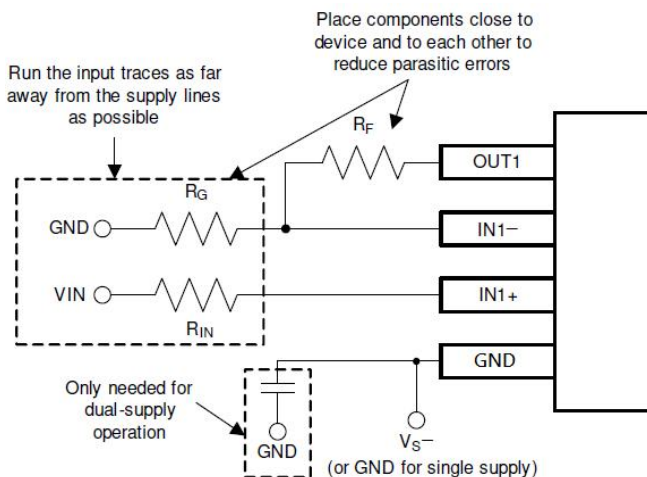 Place components close to
device and to each other to
reduce parasitic errors
Run the input traces as far
away from the supply lines
as possible
RF
OUT1
RG
GND
IN1−
VIN
IN1+
RIN
GND
Only needed for
dual-supply
operation
GND
VS−
(or GND for single supply)